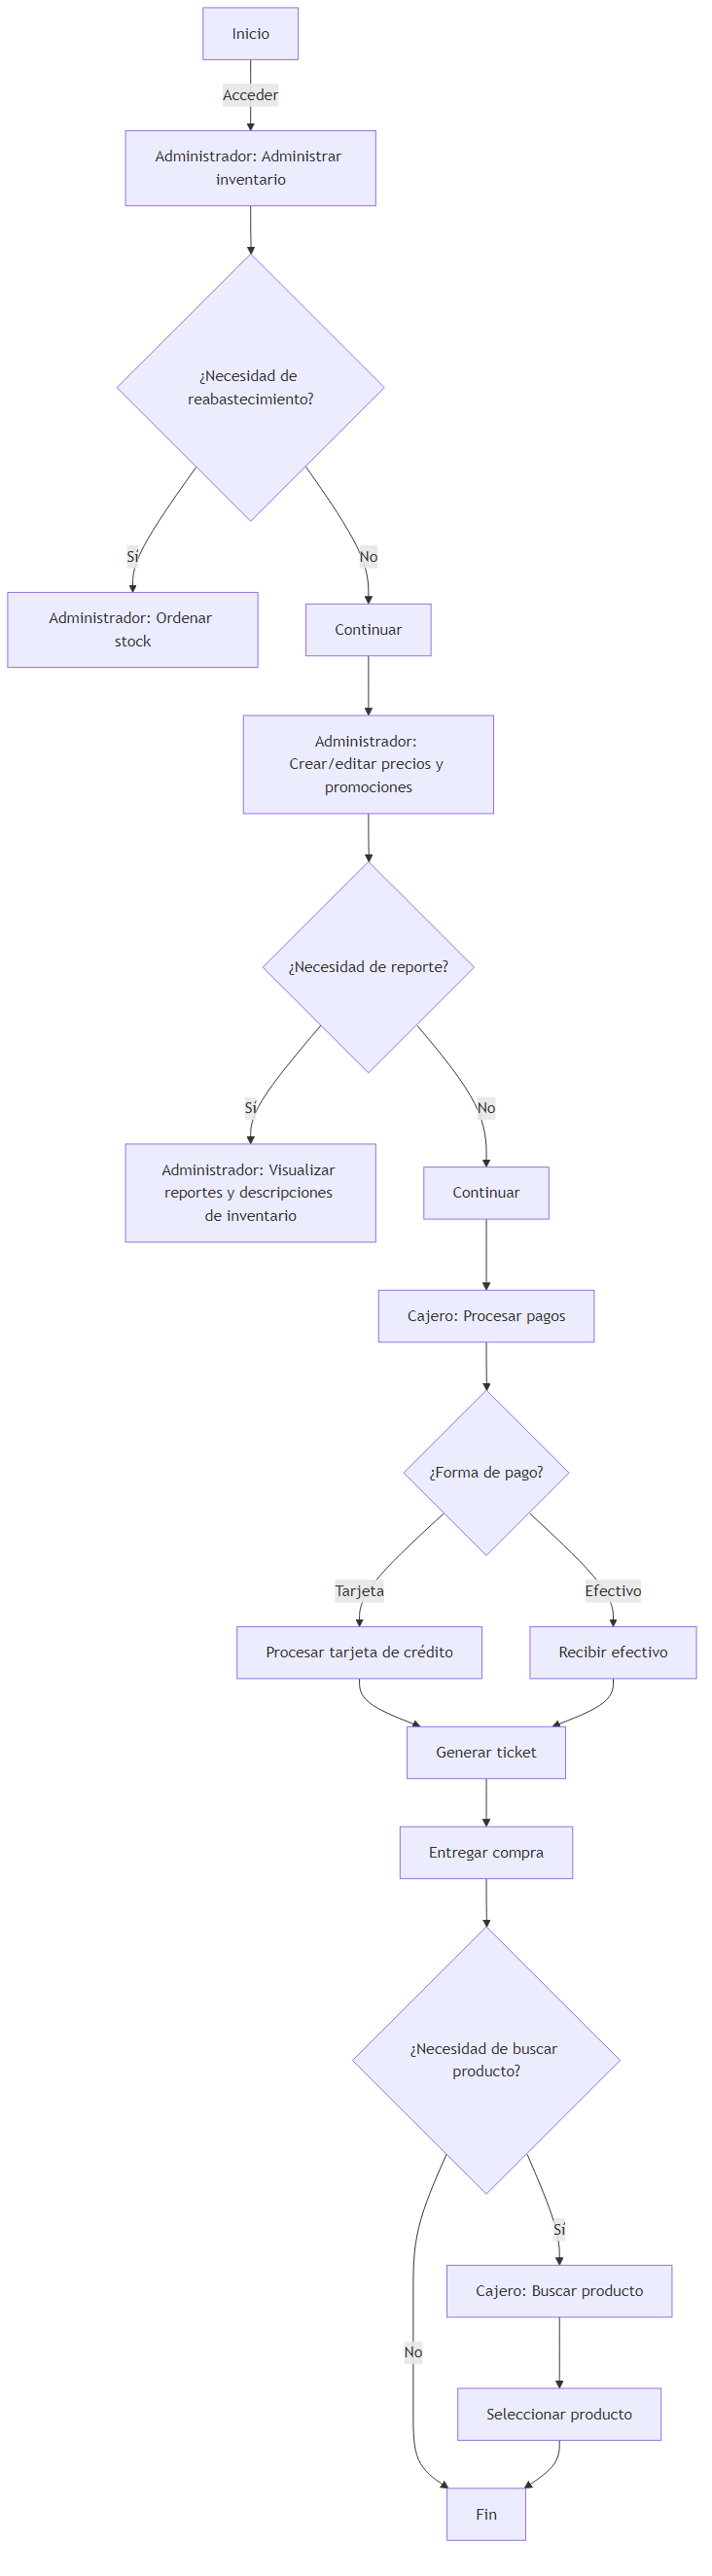 Inicio
Acceder
Administrador: Administrar
inventario
¿Necesidad de
reabastecimiento?
Sí
No
Administrador: Ordenar
stock
Continuar
Administrador:
Crear/editar precios y
promociones
¿Necesidad de reporte?
Sí
No
Administrador: Visualizar
reportes y descripciones
de inventario
Continuar
Cajero: Procesar pagos
¿Forma de pago?
Tarjeta
Efectivo
Procesar tarjeta de crédito
Recibir efectivo
Generar ticket
Entregar compra
¿Necesidad de buscar
producto?
Sí
Cajero: Buscar producto
No
Seleccionar producto
Fin